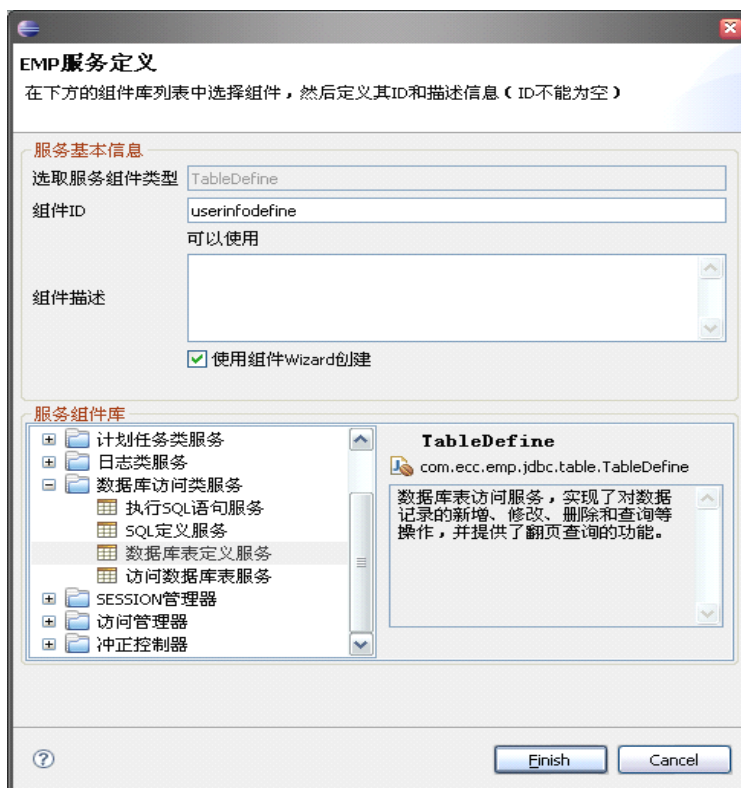 EMP服务定义
在下方的组件库列表中选择组件，然后定义其ID和描述信息（ID不能为空）
服务基本信息
选取服务组件类型 TableDefine
组件ID userinfodefine
可以使用
组件描述
使用组件Wizard创建
服务组件库
计划任务类服务
日志类服务
数据库访问类服务
执行SQL语句服务
SQL定义服务
数据库表定义服务
访问数据库表服务
SESSION管理器
访问管理器
冲正控制器
TableDefine
com.ecc.emp.jdbc.table.TableDefine
数据库表访问服务，实现了对数据
记录的新增、修改、删除和查询等
操作，并提供了翻页查询的功能。
Finish Cancel